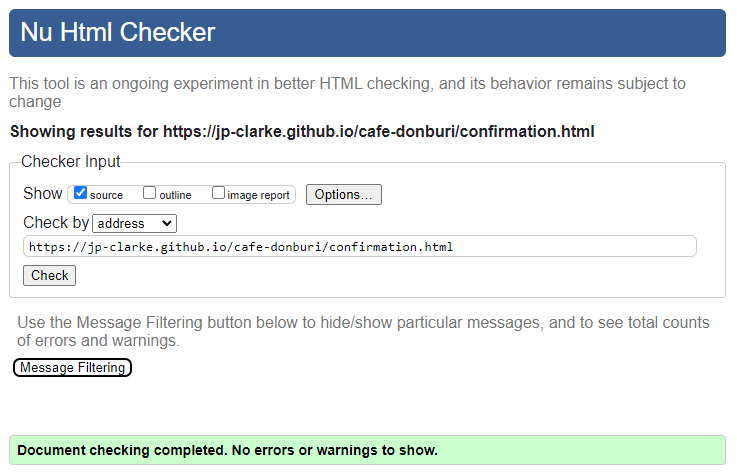 Nu Html Checker
This tool is an ongoing experiment in better HTML checking, and its behavior remains subject to
change
Showing results for https://jp-clarke.github.io/cafe-donburi/confirmation.html
Checker Input
Show source outline image report Options...
Check by address
https://jp-clarke.github.io/cafe-donburi/confirmation.html
Check
Use the Message Filtering button below to hide/show particular messages, and to see total counts
of errors and warnings.
Message Filtering
Document checking completed. No errors or warnings to show.